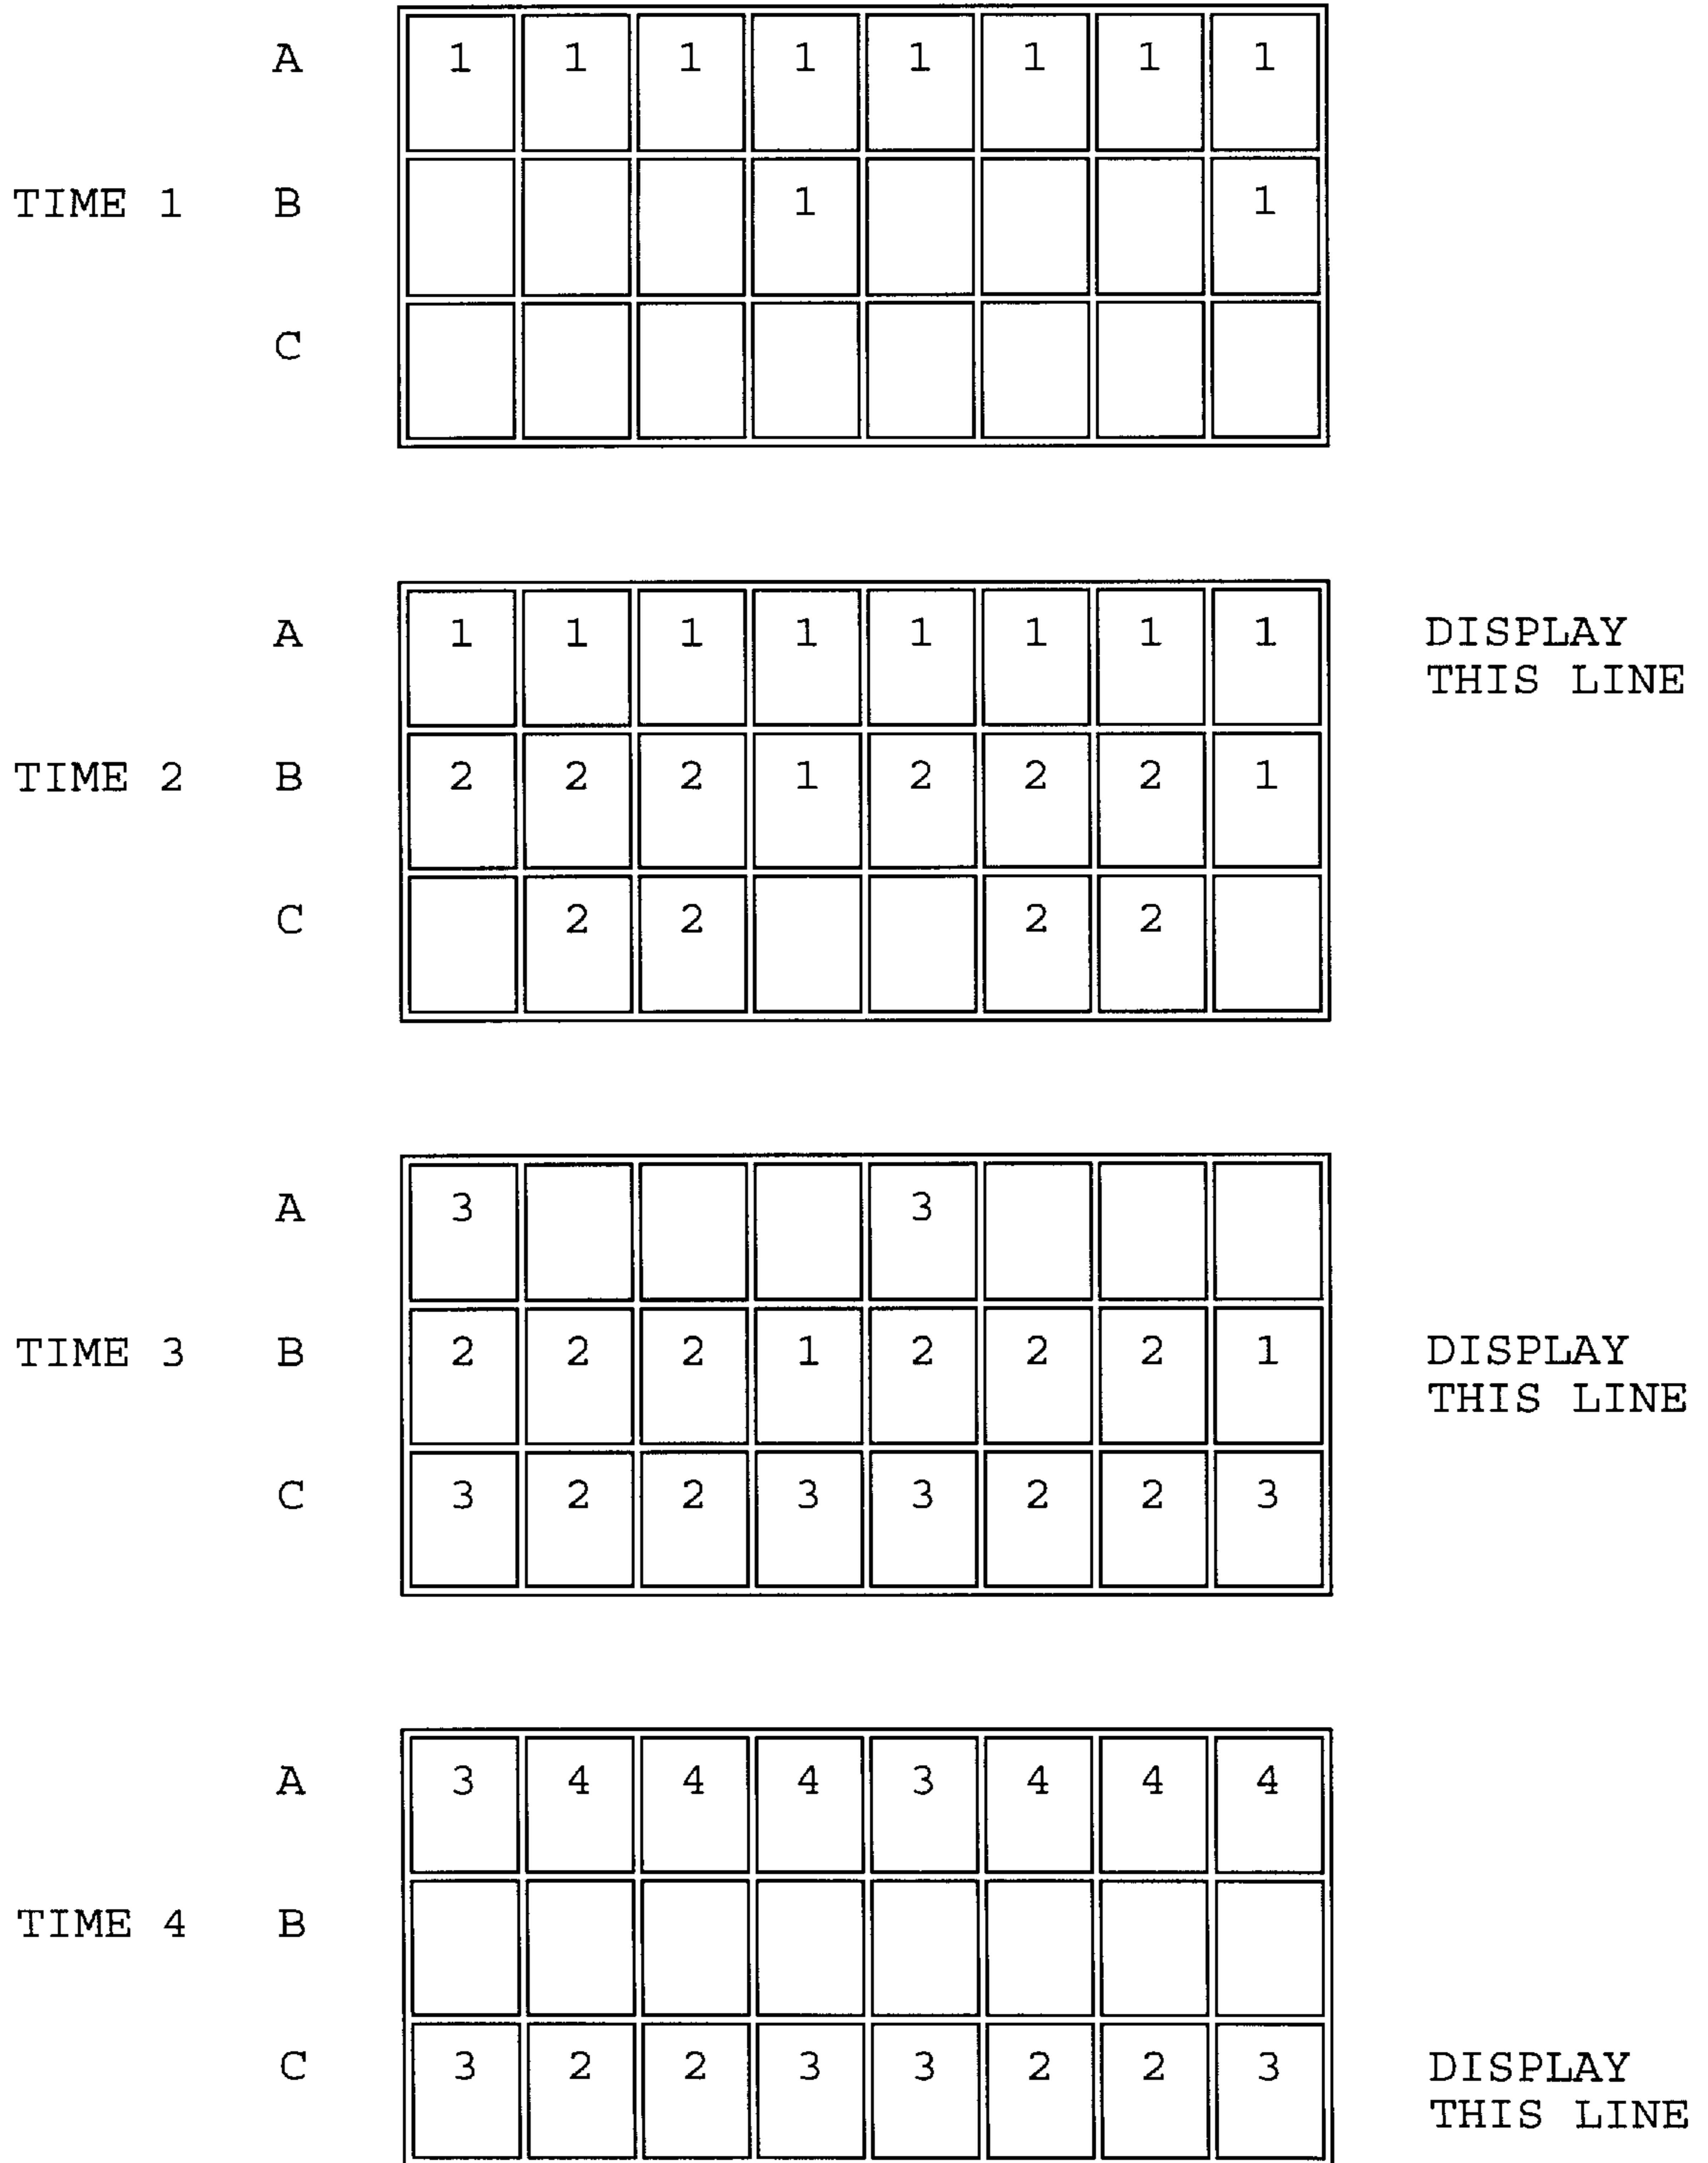 A 1 1 1 1 1 1 1 1
TIME 1 B 1 1
C
A 1 1 1 1 1 1 1 1 DISPLAY
THIS LINE
TIME 2 B 2 2 2 1 2 2 2 1
C 2 2 2 2
A 3 3
TIME 3 B 2 2 2 1 2 2 2 1 DISPLAY
THIS LINE
C 3 2 2 3 3 2 2 3
A 3 4 4 4 3 4 4 4
TIME 4 B
C 3 2 2 3 3 2 2 3 DISPLAY
THIS LINE